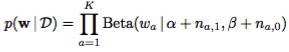 p(w | 𝒟) = ∏_{a=1}^{K} Beta(w_a | α + n_{a,1}, β + n_{a,0})